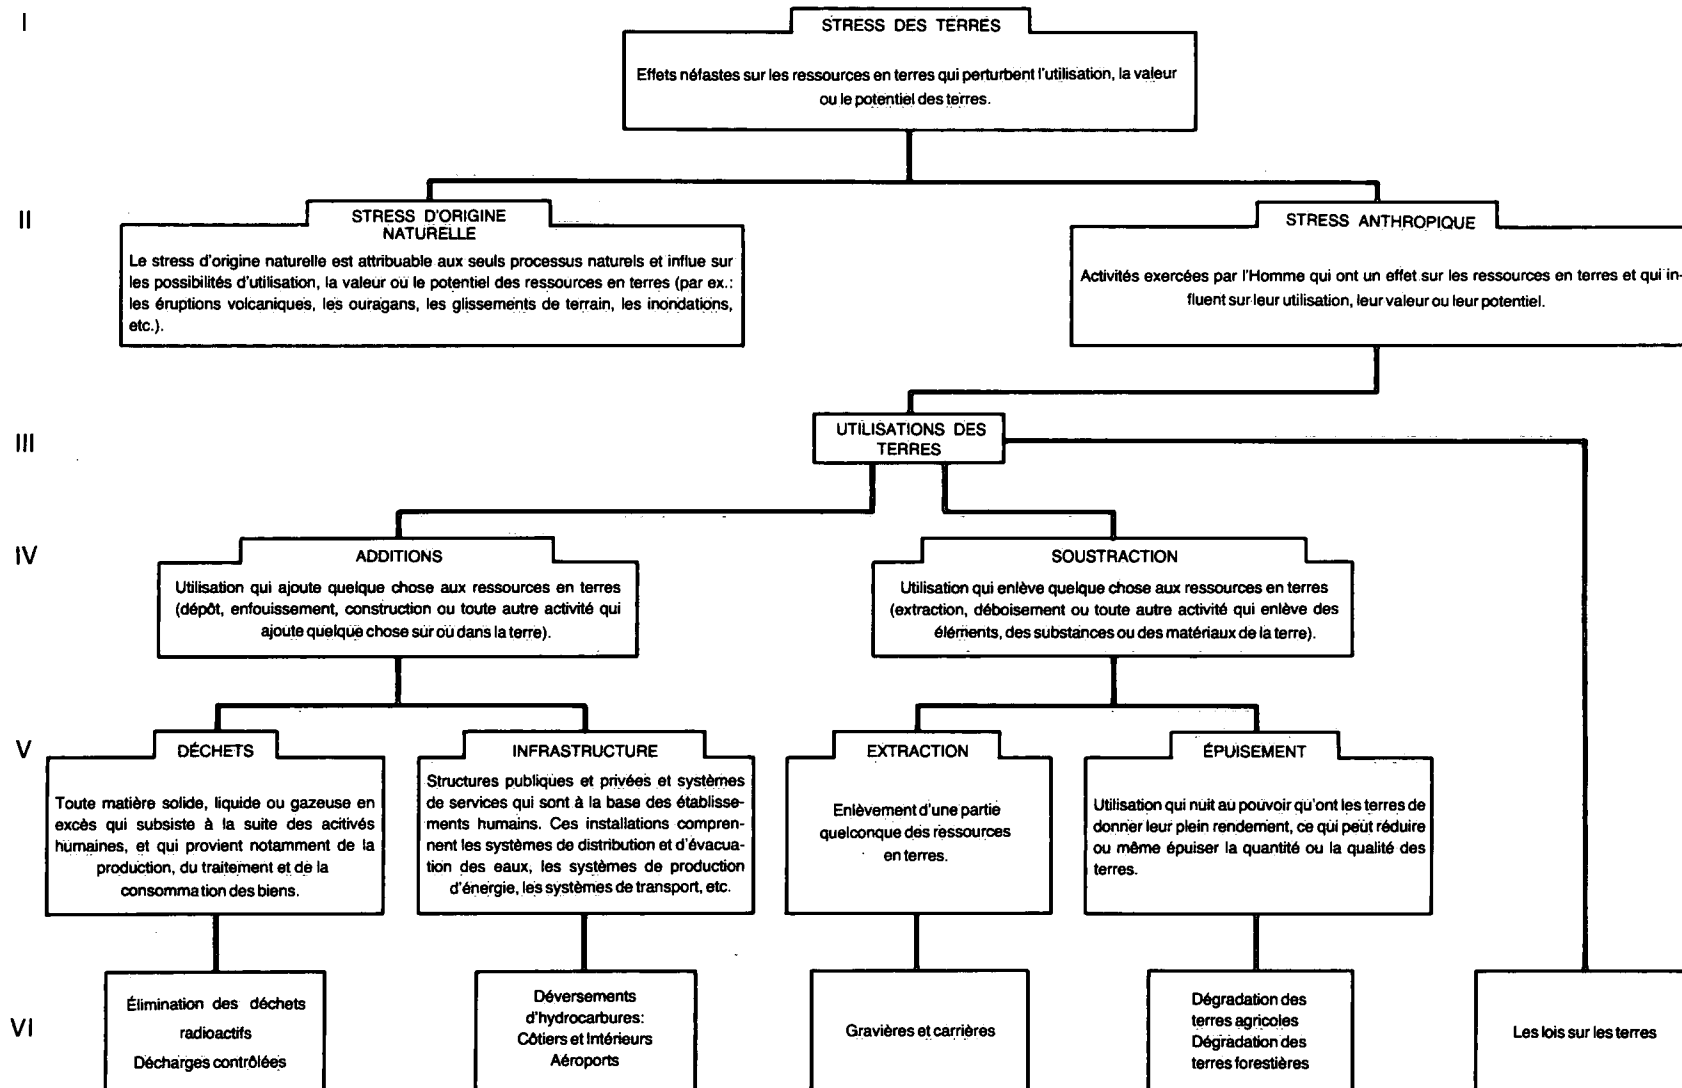 I
STRESS DES TERRES
Effets néfastes sur les ressources en terres qui perturbent l'utilisation, la valeur
ou le potentiel des terres.
II
STRESS D'ORIGINE
NATURELLE
Le stress d'origine naturelle est attribuable aux seuls processus naturels et influe sur
les possibilités d'utilisation, la valeur ou le potentiel des ressources en terres (par ex.:
les éruptions volcaniques, les ouragans, les glissements de terrain, les inondations,
etc.).
STRESS ANTHROPIQUE
Activités exercées par l'Homme qui ont un effet sur les ressources en terres et qui in-
fluent sur leur utilisation, leur valeur ou leur potentiel.
III
UTILISATIONS DES
TERRES
IV
ADDITIONS
Utilisation qui ajoute quelque chose aux ressources en terres
(dépôt, enfouissement, construction ou toute autre activité qui
ajoute quelque chose sur ou dans la terre).
SOUSTRACTION
Utilisation qui enlève quelque chose aux ressources en terres
(extraction, déboisement ou toute autre activité qui enlève des
éléments, des substances ou des matériaux de la terre).
V
DÉCHETS
Toute matière solide, liquide ou gazeuse en
excès qui subsiste à la suite des acitivés
humaines, et qui provient notamment de la
production, du traitement et de la
consommation des biens.
INFRASTRUCTURE
Structures publiques et privées et systèmes
de services qui sont à la base des établisse-
ments humains. Ces installations compren-
nent les systèmes de distribution et d'évacua-
tion des eaux, les systèmes de production
d'énergie, les systèmes de transport, etc.
EXTRACTION
Enlèvement d'une partie
quelconque des ressources
en terres.
ÉPUISEMENT
Utilisation qui nuit au pouvoir qu'ont les terres de
donner leur plein rendement, ce qui peut réduire
ou même épuiser la quantité ou la qualité des
terres.
VI
Élimination des déchets
radioactifs
Décharges contrôlées
Déversements
d'hydrocarbures:
Côtiers et Intérieurs
Aéroports
Gravières et carrières
Dégradation des
terres agricoles
Dégradation des
terres forestières
Les lois sur les terres